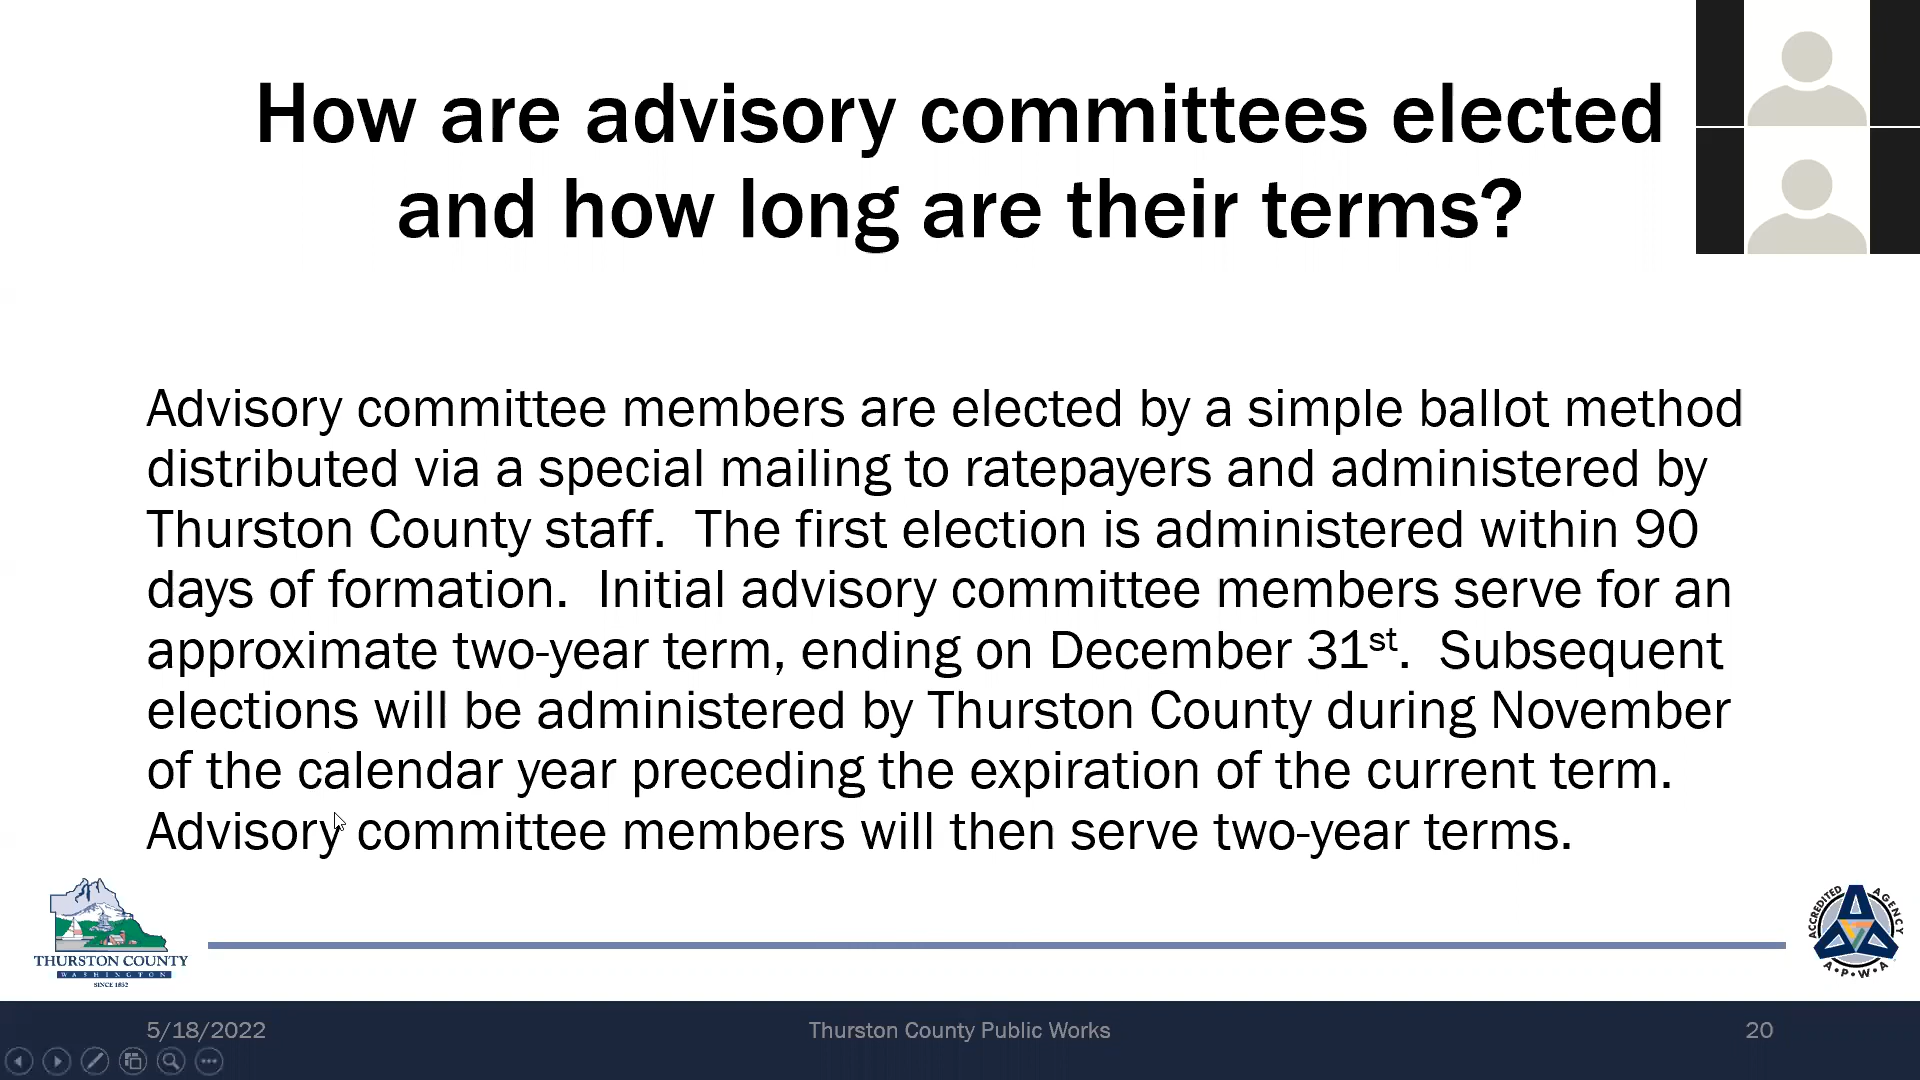 How are advisory committees elected
and how long are their terms?
Advisory committee members are elected by a simple ballot method
distributed via a special mailing to ratepayers and administered by
Thurston County staff.  The first election is administered within 90
days of formation.  Initial advisory committee members serve for an
approximate two-year term, ending on December 31st.  Subsequent
elections will be administered by Thurston County during November
of the calendar year preceding the expiration of the current term.
Advisory committee members will then serve two-year terms.
THURSTON COUNTY
WASHINGTON
SINCE 1852
ACCREDITED AGENCY
A•P•W•A
5/18/2022
Thurston County Public Works
20